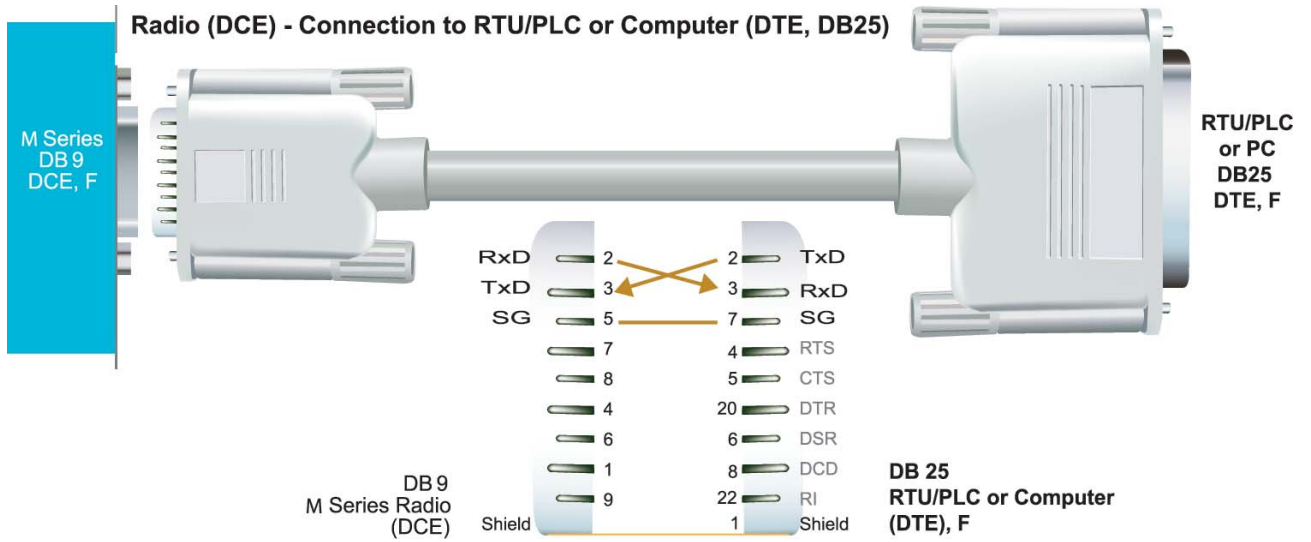 Radio (DCE) - Connection to RTU/PLC or Computer (DTE, DB25)
M Series
DB 9
DCE, F
RTU/PLC
or PC
DB25
DTE, F
RxD 2 2 TxD
TxD 3 3 RxD
SG 5 7 SG
7 4 RTS
8 5 CTS
4 20 DTR
6 6 DSR
1 8 DCD
9 22 RI
Shield 1 Shield
DB 9
M Series Radio
(DCE)
DB 25
RTU/PLC or Computer
(DTE), F